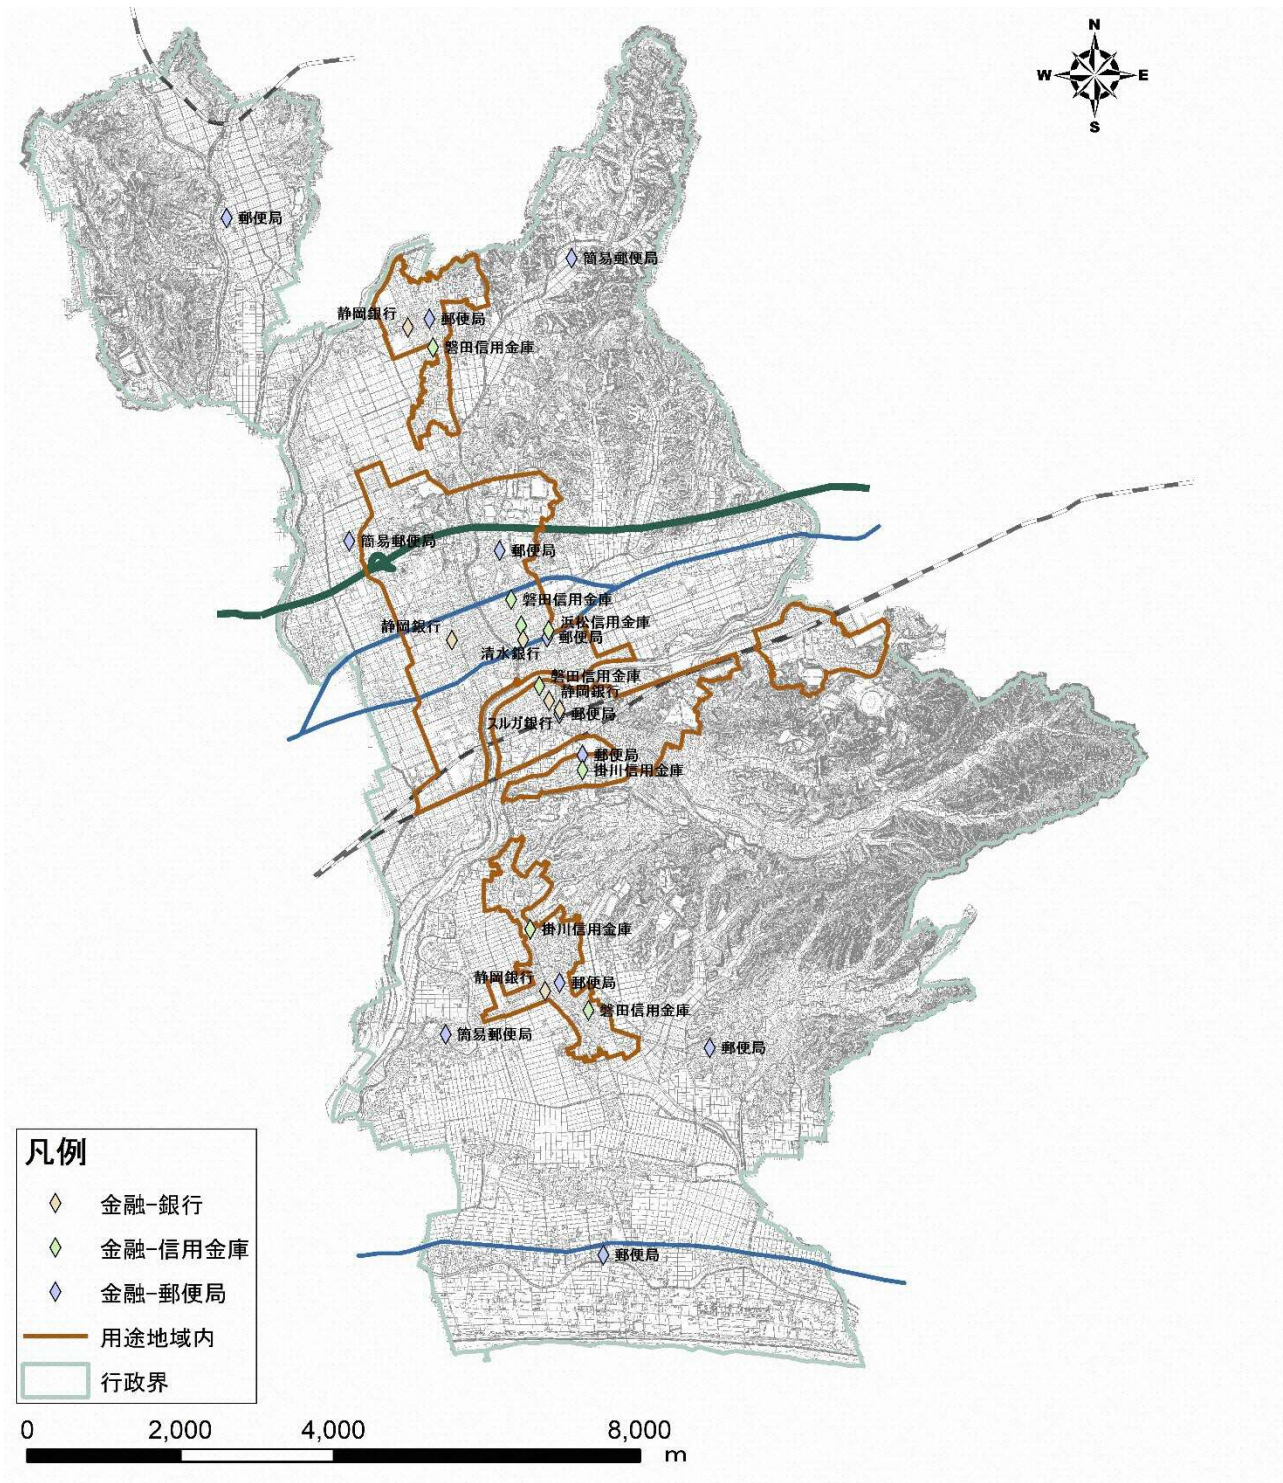 N
W
E
S
郵便局
簡易郵便局
静岡銀行
郵便局
磐田信用金庫
簡易郵便局
郵便局
磐田信用金庫
浜松信用金庫
静岡銀行
郵便局
清水銀行
磐田信用金庫
静岡銀行
郵便局
スルガ銀行
郵便局
掛川信用金庫
掛川信用金庫
静岡銀行
郵便局
磐田信用金庫
簡易郵便局
郵便局
郵便局
凡例
金融-銀行
金融-信用金庫
金融-郵便局
用途地域内
行政界
0 2,000 4,000 8,000
m